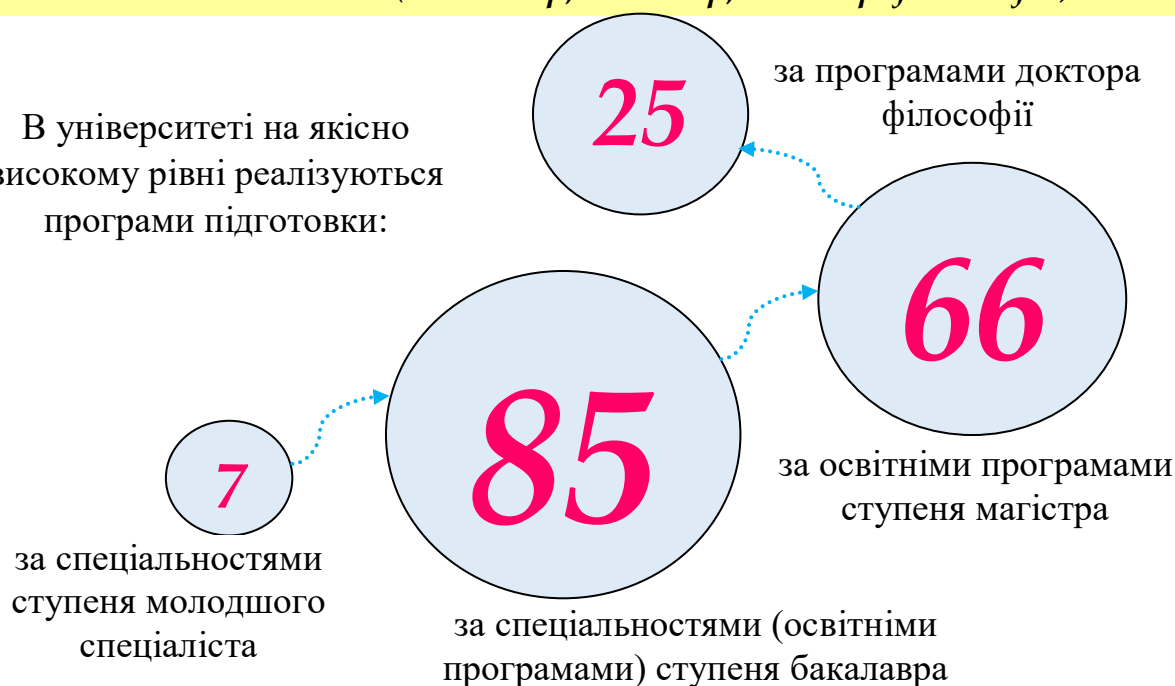 В університеті на якісно
високому рівні реалізуються
програми підготовки:
25
за програмами доктора
філософії
66
за освітніми програмами
ступеня магістра
85
за спеціальностями (освітніми
програмами) ступеня бакалавра
7
за спеціальностями
ступеня молодшого
спеціаліста